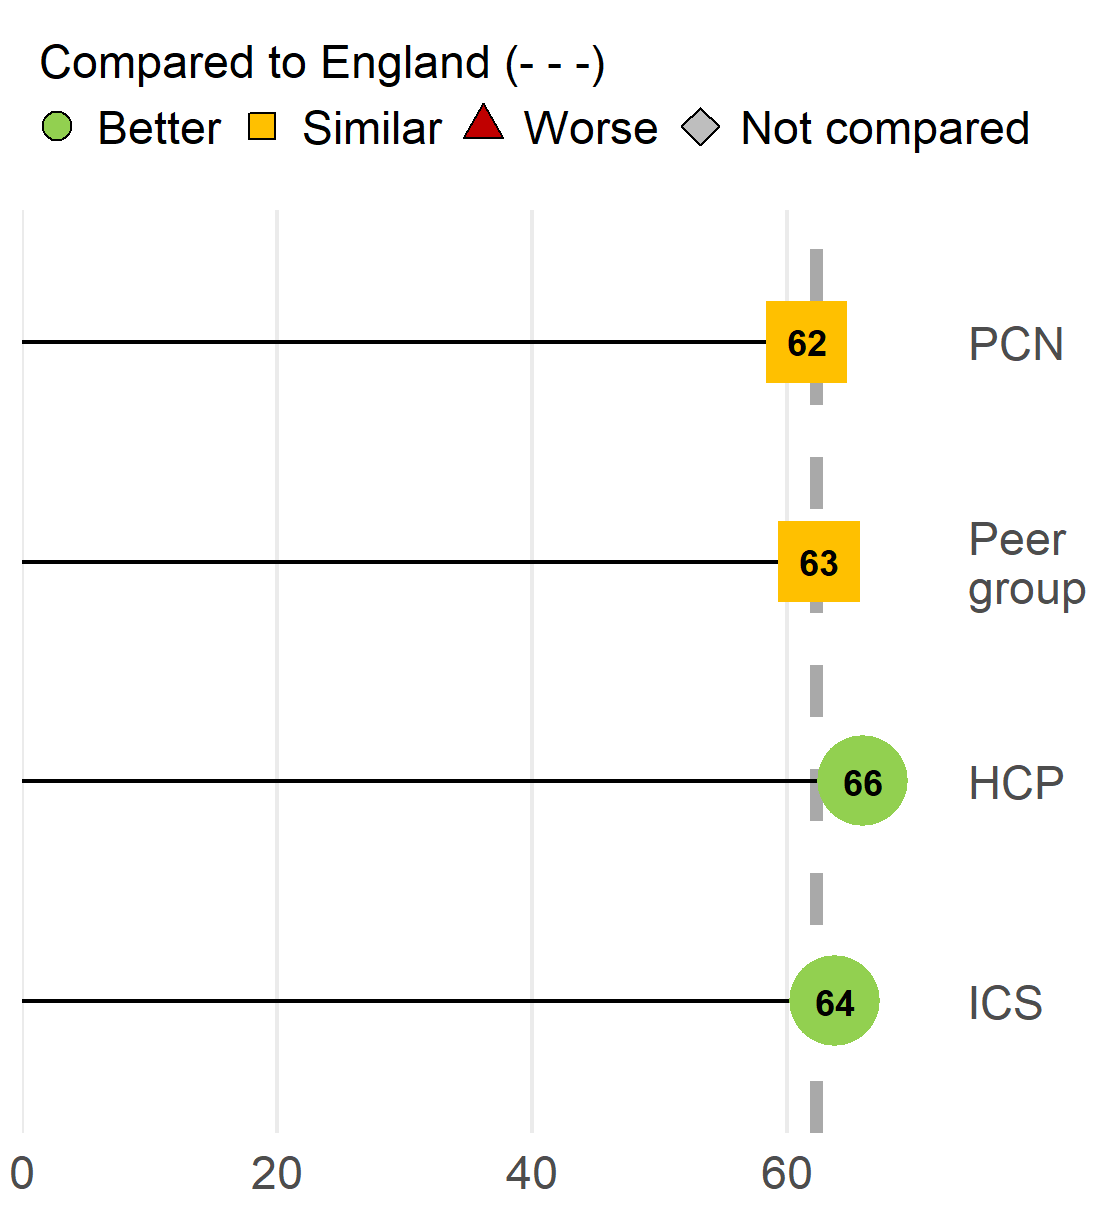 Compared to England (- - -)
Better Similar Worse Not compared
62 PCN
63 Peer
group
66 HCP
64 ICS
0 20 40 60